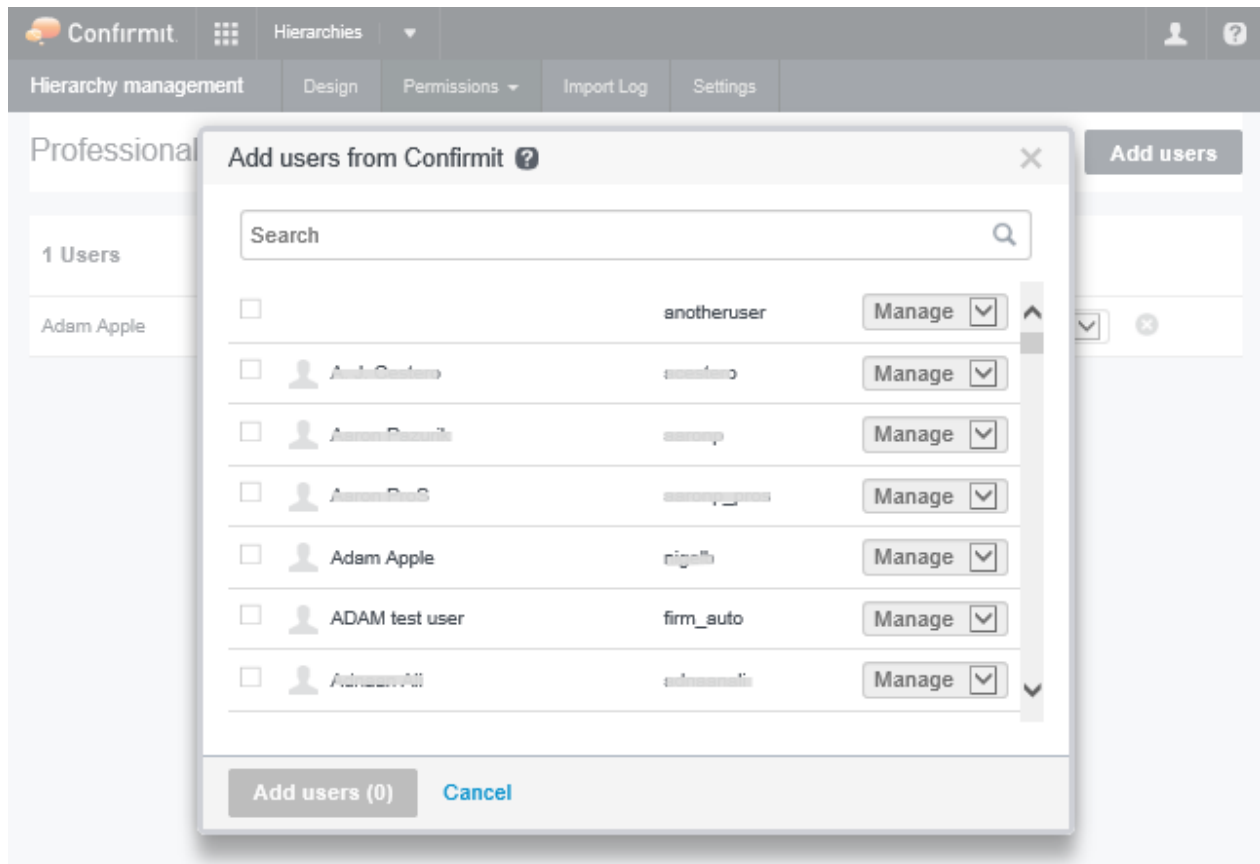 Confirmit. Hierarchies
Hierarchy management Design Permissions Import Log Settings
Professional
Add users from Confirmit ?
Add users
Search
1 Users
anotheruser Manage
Adam Apple
Manage
Manage
Manage
Adam Apple Manage
ADAM test user firm_auto Manage
Manage
Add users (0) Cancel